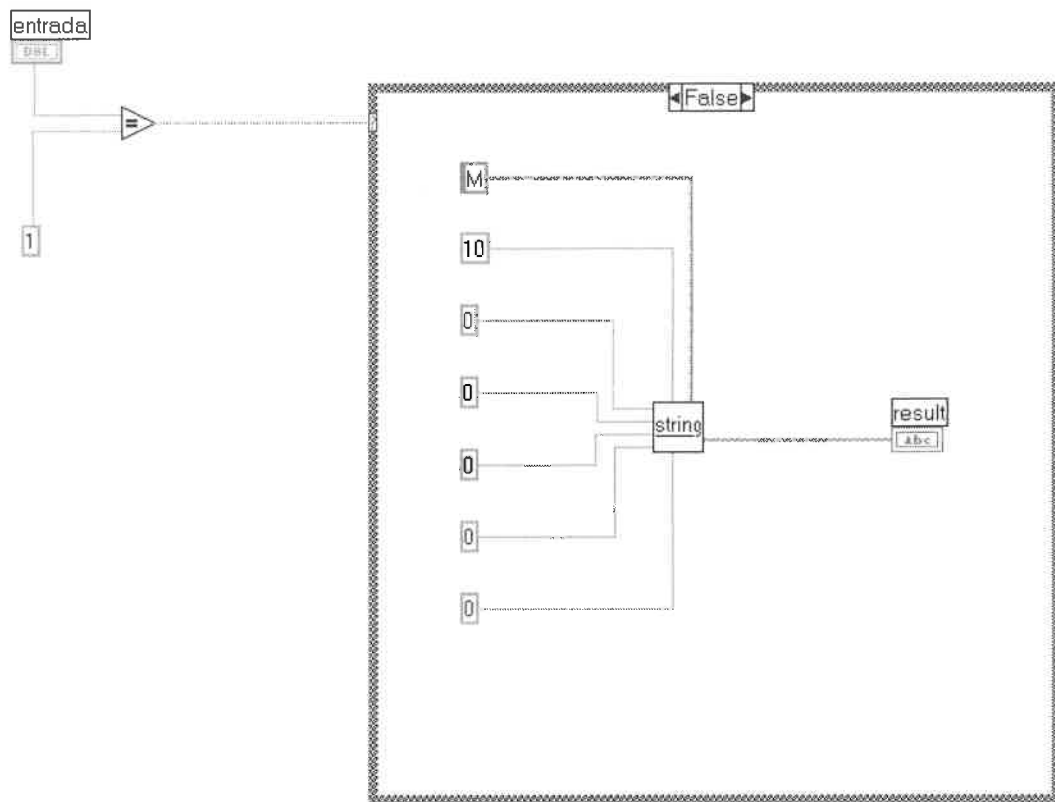 entrada
DBL
False
=
M
1
10
0
0
string
result
Abc
0
0
0